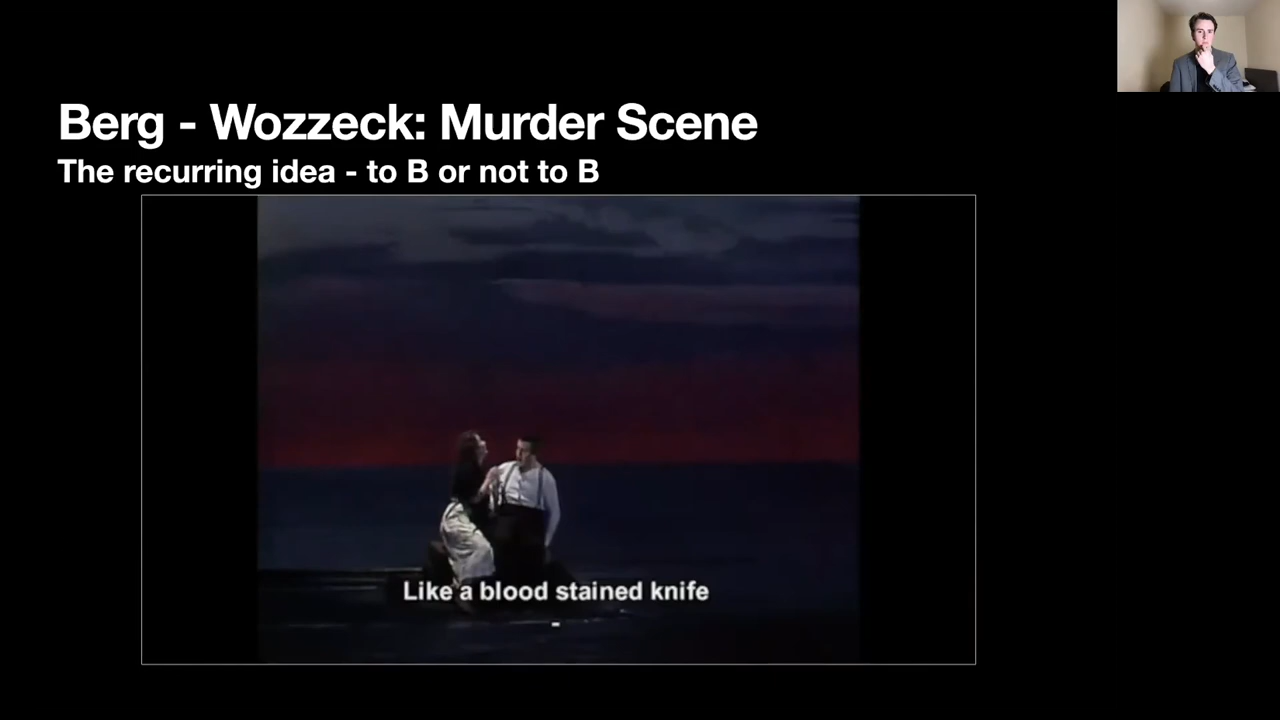 Berg - Wozzeck: Murder Scene
The recurring idea - to B or not to B
Like a blood stained knife
-